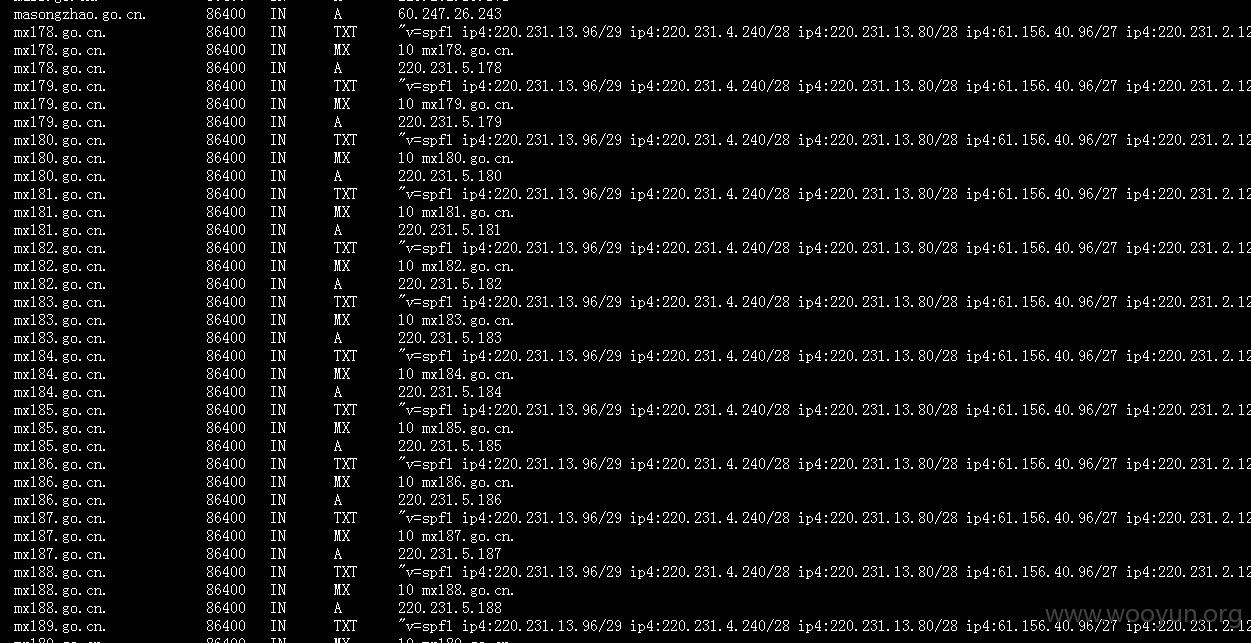 masongzhao.go.cn. 86400 IN A 60.247.26.243
mx178.go.cn. 86400 IN TXT "v=spf1 ip4:220.231.13.96/29 ip4:220.231.4.240/28 ip4:220.231.13.80/28 ip4:61.156.40.96/27 ip4:220.231.2.12
mx178.go.cn. 86400 IN MX 10 mx178.go.cn.
mx178.go.cn. 86400 IN A 220.231.5.178
mx179.go.cn. 86400 IN TXT "v=spf1 ip4:220.231.13.96/29 ip4:220.231.4.240/28 ip4:220.231.13.80/28 ip4:61.156.40.96/27 ip4:220.231.2.12
mx179.go.cn. 86400 IN MX 10 mx179.go.cn.
mx179.go.cn. 86400 IN A 220.231.5.179
mx180.go.cn. 86400 IN TXT "v=spf1 ip4:220.231.13.96/29 ip4:220.231.4.240/28 ip4:220.231.13.80/28 ip4:61.156.40.96/27 ip4:220.231.2.12
mx180.go.cn. 86400 IN MX 10 mx180.go.cn.
mx180.go.cn. 86400 IN A 220.231.5.180
mx181.go.cn. 86400 IN TXT "v=spf1 ip4:220.231.13.96/29 ip4:220.231.4.240/28 ip4:220.231.13.80/28 ip4:61.156.40.96/27 ip4:220.231.2.12
mx181.go.cn. 86400 IN MX 10 mx181.go.cn.
mx181.go.cn. 86400 IN A 220.231.5.181
mx182.go.cn. 86400 IN TXT "v=spf1 ip4:220.231.13.96/29 ip4:220.231.4.240/28 ip4:220.231.13.80/28 ip4:61.156.40.96/27 ip4:220.231.2.12
mx182.go.cn. 86400 IN MX 10 mx182.go.cn.
mx182.go.cn. 86400 IN A 220.231.5.182
mx183.go.cn. 86400 IN TXT "v=spf1 ip4:220.231.13.96/29 ip4:220.231.4.240/28 ip4:220.231.13.80/28 ip4:61.156.40.96/27 ip4:220.231.2.12
mx183.go.cn. 86400 IN MX 10 mx183.go.cn.
mx183.go.cn. 86400 IN A 220.231.5.183
mx184.go.cn. 86400 IN TXT "v=spf1 ip4:220.231.13.96/29 ip4:220.231.4.240/28 ip4:220.231.13.80/28 ip4:61.156.40.96/27 ip4:220.231.2.12
mx184.go.cn. 86400 IN MX 10 mx184.go.cn.
mx184.go.cn. 86400 IN A 220.231.5.184
mx185.go.cn. 86400 IN TXT "v=spf1 ip4:220.231.13.96/29 ip4:220.231.4.240/28 ip4:220.231.13.80/28 ip4:61.156.40.96/27 ip4:220.231.2.12
mx185.go.cn. 86400 IN MX 10 mx185.go.cn.
mx185.go.cn. 86400 IN A 220.231.5.185
mx186.go.cn. 86400 IN TXT "v=spf1 ip4:220.231.13.96/29 ip4:220.231.4.240/28 ip4:220.231.13.80/28 ip4:61.156.40.96/27 ip4:220.231.2.12
mx186.go.cn. 86400 IN MX 10 mx186.go.cn.
mx186.go.cn. 86400 IN A 220.231.5.186
mx187.go.cn. 86400 IN TXT "v=spf1 ip4:220.231.13.96/29 ip4:220.231.4.240/28 ip4:220.231.13.80/28 ip4:61.156.40.96/27 ip4:220.231.2.12
mx187.go.cn. 86400 IN MX 10 mx187.go.cn.
mx187.go.cn. 86400 IN A 220.231.5.187
mx188.go.cn. 86400 IN TXT "v=spf1 ip4:220.231.13.96/29 ip4:220.231.4.240/28 ip4:220.231.13.80/28 ip4:61.156.40.96/27 ip4:220.231.2.12
mx188.go.cn. 86400 IN MX 10 mx188.go.cn.
mx188.go.cn. 86400 IN A 220.231.5.188
mx189.go.cn. 86400 IN TXT "v=spf1 ip4:220.231.13.96/29 ip4:220.231.4.240/28 ip4:220.231.13.80/28 ip4:61.156.40.96/27 ip4:220.231.2.12
www.wooyun.org